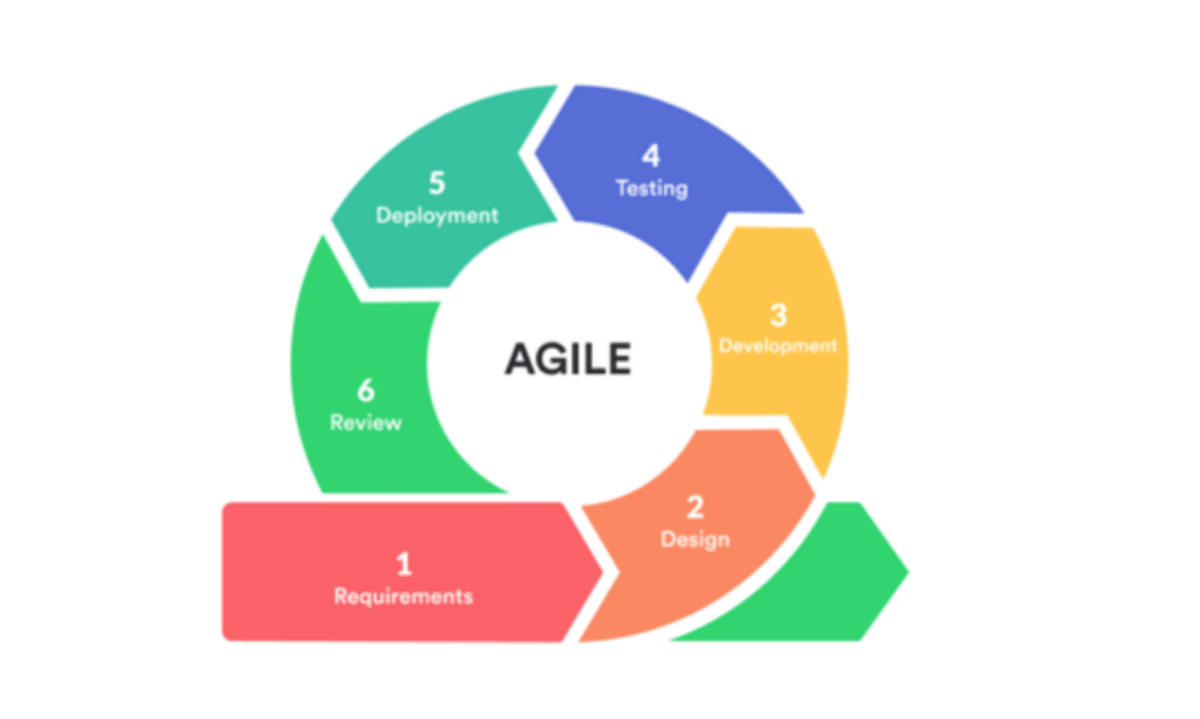 AGILE
1
Requirements
2
Design
3
Development
4
Testing
5
Deployment
6
Review